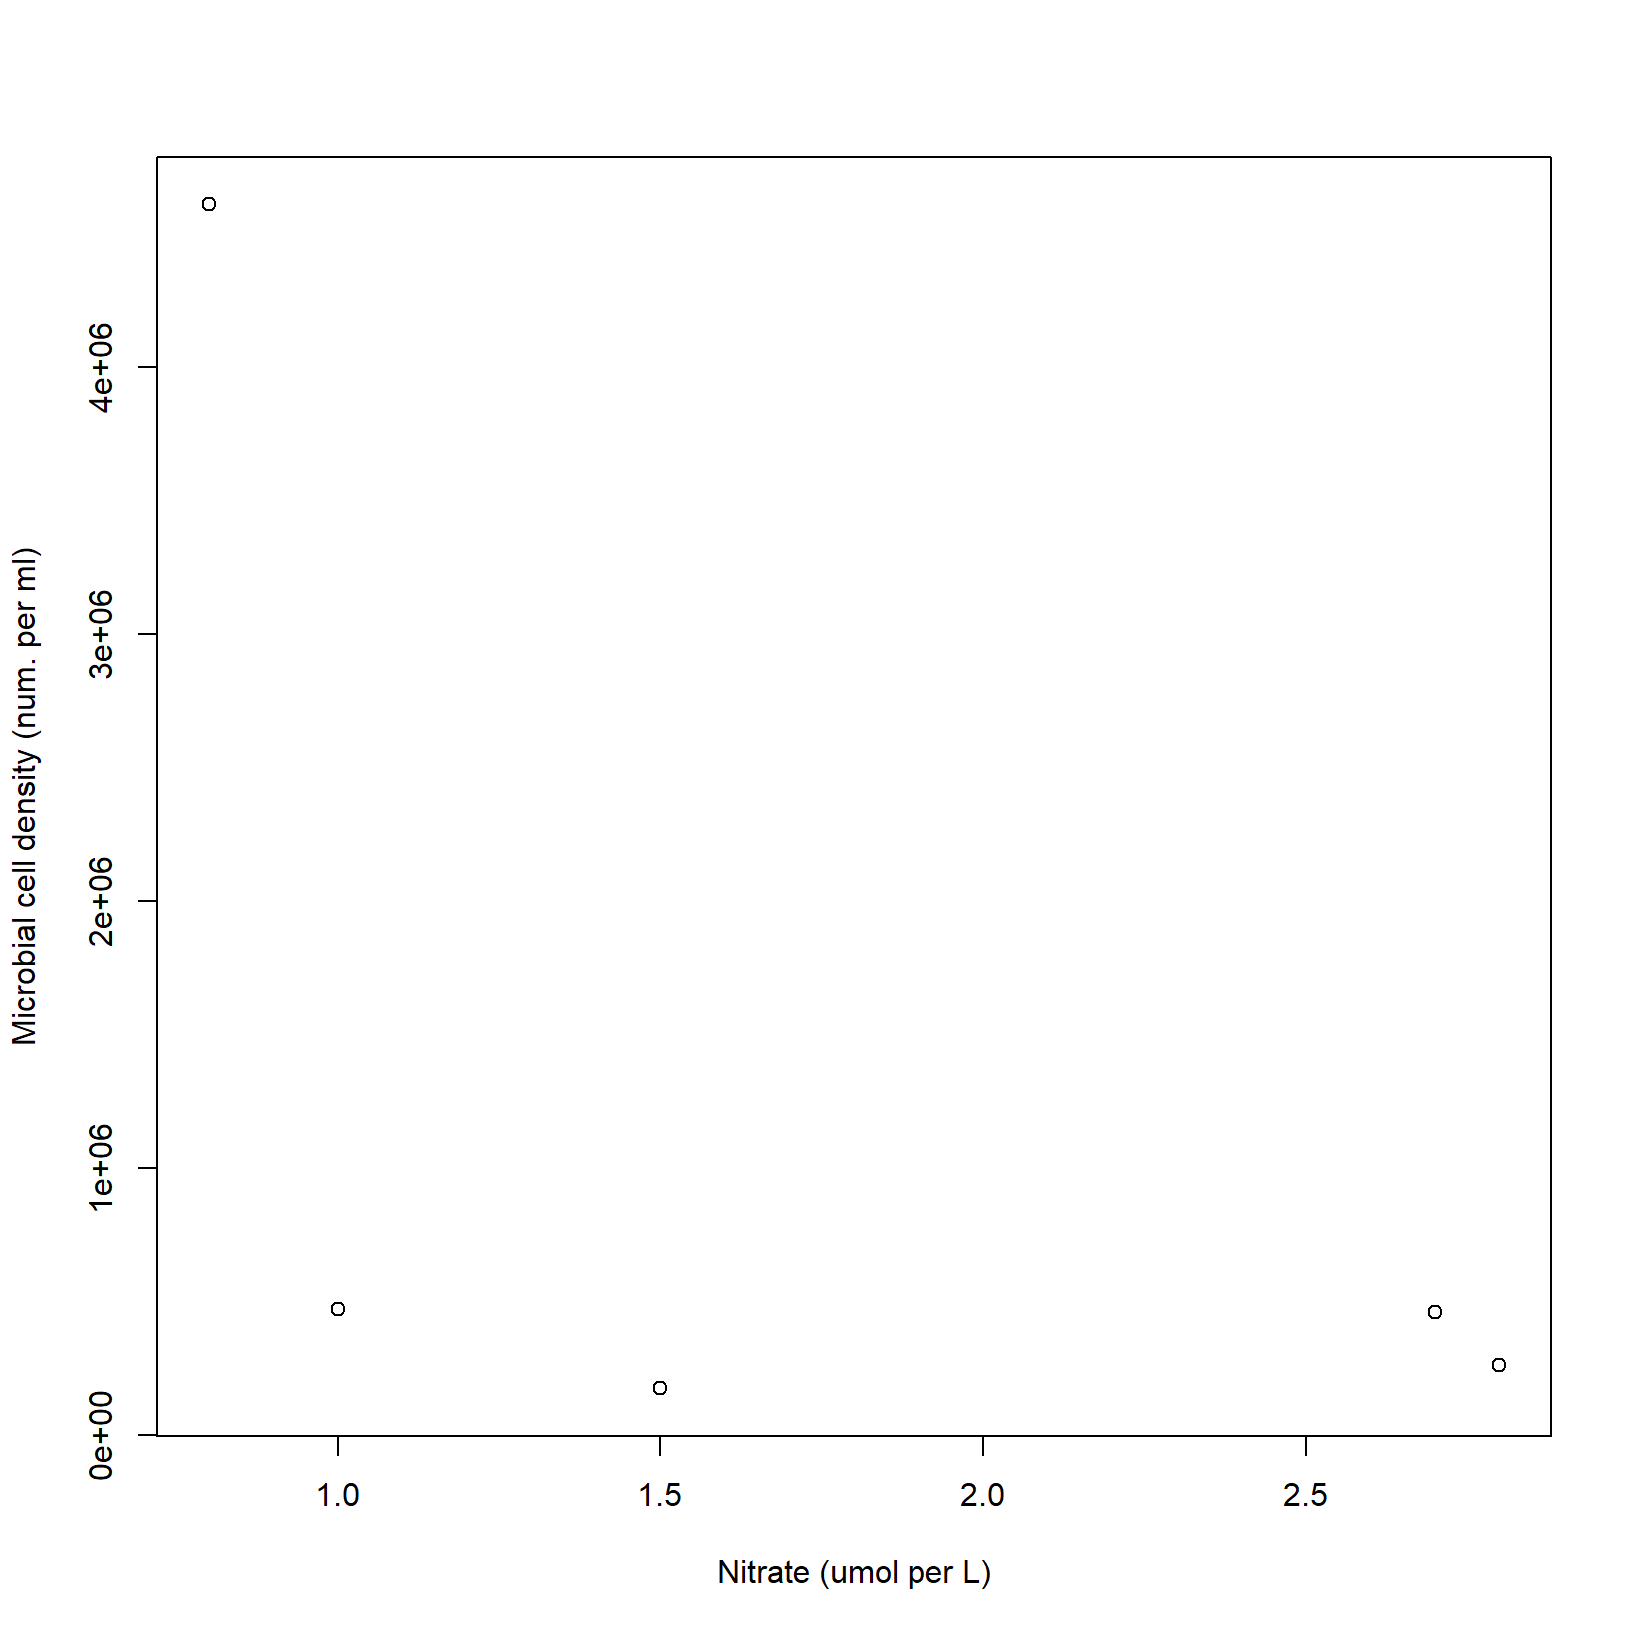 Microbial cell density (num. per ml)
4e+06
3e+06
2e+06
1e+06
0e+00
1.0 1.5 2.0 2.5
Nitrate (umol per L)